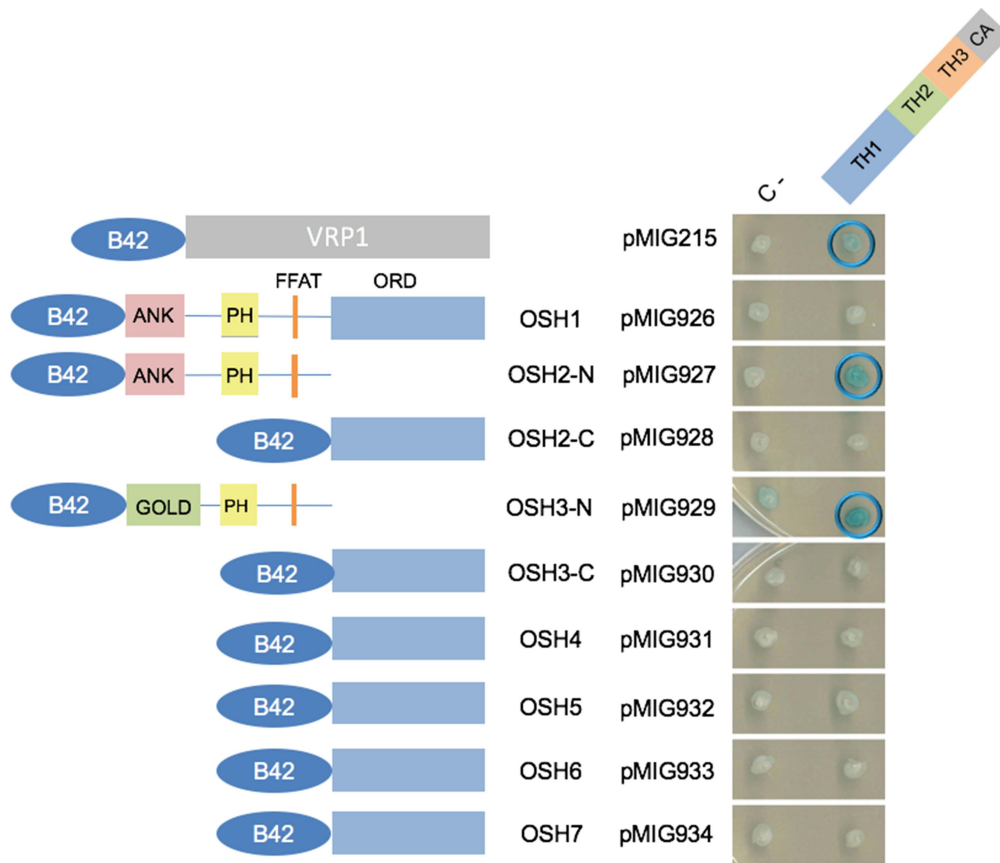 CA
TH3
TH2
TH1
C -
B42 VRP1 pMIG215
FFAT ORD
B42 ANK PH OSH1 pMIG926
B42 ANK PH OSH2-N pMIG927
B42 OSH2-C pMIG928
B42 GOLD PH OSH3-N pMIG929
B42 OSH3-C pMIG930
B42 OSH4 pMIG931
B42 OSH5 pMIG932
B42 OSH6 pMIG933
B42 OSH7 pMIG934